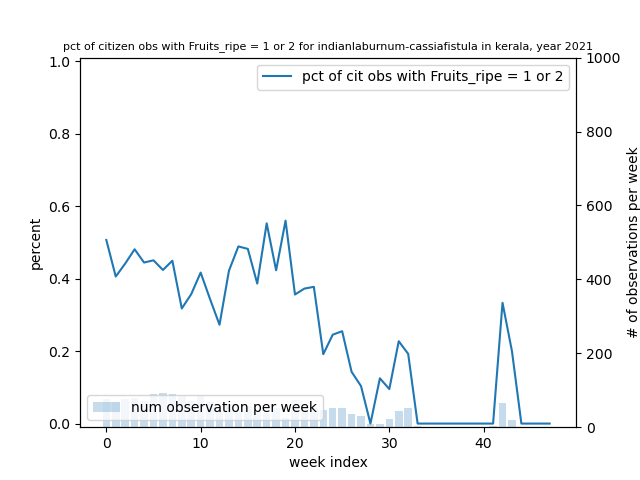 pct of citizen obs with Fruits_ripe = 1 or 2 for indianlaburnum-cassiafistula in kerala, year 2021
pct of cit obs with Fruits_ripe = 1 or 2
1.0
0.8
0.6
0.4
0.2
0.0
percent
1000
800
600
400
200
0
# of observations per week
num observation per week
0 10 20 30 40
week index